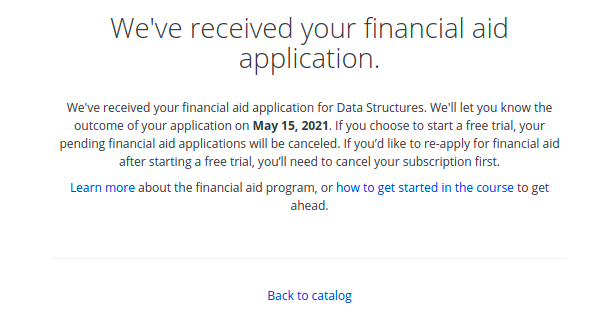 We've received your financial aid
application.
We've received your financial aid application for Data Structures. We'll let you know the
outcome of your application on May 15, 2021. If you choose to start a free trial, your
pending financial aid applications will be canceled. If you’d like to re-apply for financial aid
after starting a free trial, you’ll need to cancel your subscription first.
Learn more about the financial aid program, or how to get started in the course to get
ahead.
Back to catalog